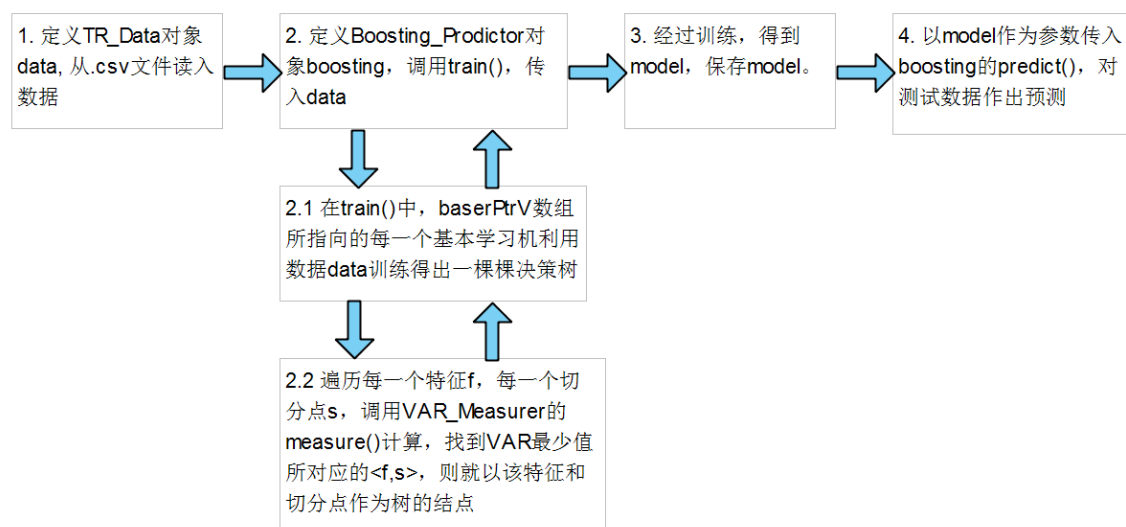 1. 定义TR_Data对象
data, 从.csv文件读入
数据
2. 定义Boosting_Prodictor对
象boosting，调用train()，传
入data
3. 经过训练，得到
model，保存model。
4. 以model作为参数传入
boosting的predict()，对
测试数据作出预测
2.1 在train()中，baserPtrV数组
所指向的每一个基本学习机利用
数据data训练得出一棵棵决策树
2.2 遍历每一个特征f，每一个切
分点s，调用VAR_Measurer的
measure()计算，找到VAR最少值
所对应的<f,s>，则就以该特征和
切分点作为树的结点